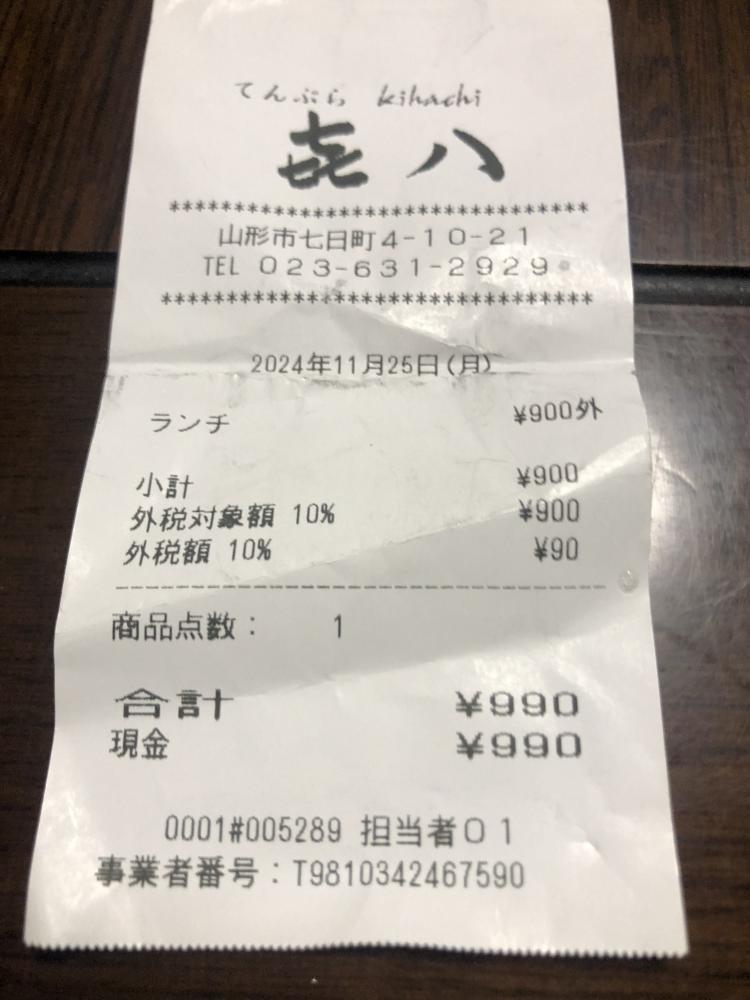 てんぷら kihachi
㐂八
********************************
山形市七日町4-10-21
TEL 023-631-2929
********************************
2024年11月25日(月)
ランチ ¥900外
小計 ¥900
外税対象額 10% ¥900
外税額 10% ¥90
--------------------------------
商品点数: 1
合計 ¥990
現金 ¥990
0001#005289 担当者01
事業者番号:T9810342467590